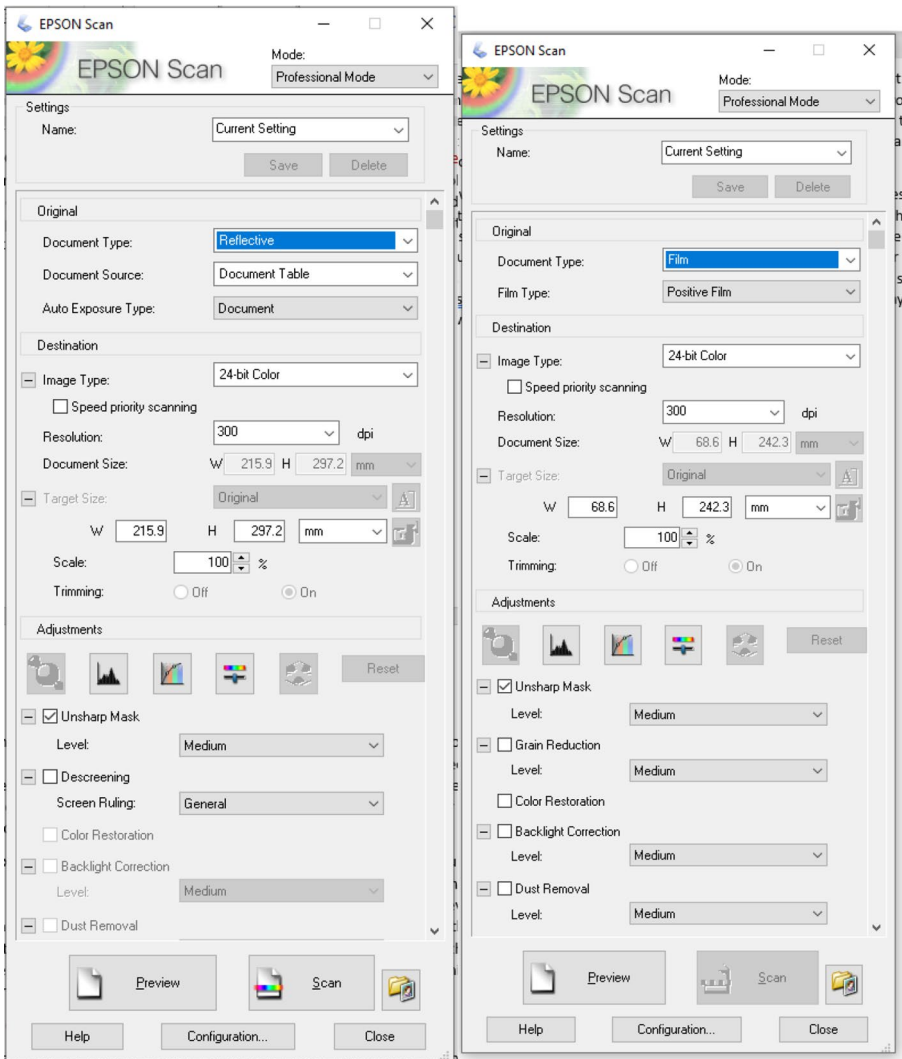 EPSON Scan
EPSON Scan
Mode:
Professional Mode
Settings
Name: Current Setting
Save Delete
Original
Document Type: Reflective
Document Source: Document Table
Auto Exposure Type: Document
Destination
Image Type: 24-bit Color
Speed priority scanning
Resolution: 300 dpi
Document Size: W 215.9 H 297.2 mm
Target Size: Original A
W 215.9 H 297.2 mm
Scale: 100 %
Trimming: Off On
Adjustments
Reset
Unsharp Mask
Level: Medium
Descreening
Screen Ruling: General
Color Restoration
Backlight Correction
Level: Medium
Dust Removal
Preview Scan
Help Configuration... Close
EPSON Scan
EPSON Scan
Mode:
Professional Mode
Settings
Name: Current Setting
Save Delete
Original
Document Type: Film
Film Type: Positive Film
Destination
Image Type: 24-bit Color
Speed priority scanning
Resolution: 300 dpi
Document Size: W 68.6 H 242.3 mm
Target Size: Original A
W 68.6 H 242.3 mm
Scale: 100 %
Trimming: Off On
Adjustments
Reset
Unsharp Mask
Level: Medium
Grain Reduction
Level: Medium
Color Restoration
Backlight Correction
Level: Medium
Dust Removal
Level: Medium
Preview Scan
Help Configuration... Close